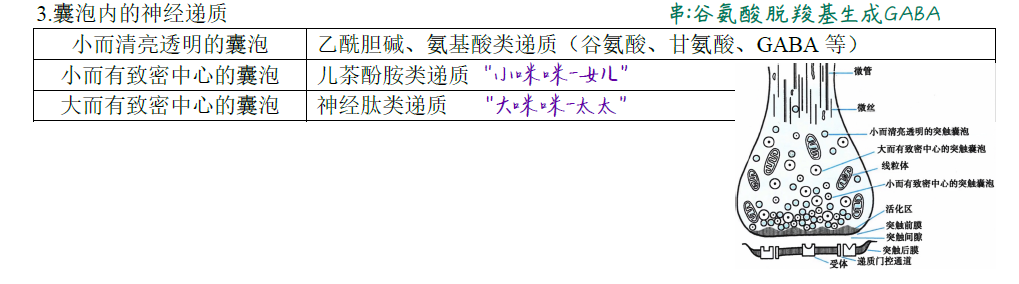 3.囊泡内的神经递质
串:谷氨酸脱羧基生成GABA
小而清亮透明的囊泡 乙酰胆碱、氨基酸类递质（谷氨酸、甘氨酸、GABA 等）
小而有致密中心的囊泡 儿茶酚胺类递质 "小咪咪-女儿"
大而有致密中心的囊泡 神经肽类递质 "大咪咪-太太"
微管
微丝
小而清亮透明的突触囊泡
大而有致密中心的突触囊泡
线粒体
小而有致密中心的突触囊泡
活化区
突触前膜
突触间隙
突触后膜
递质门控通道
受体